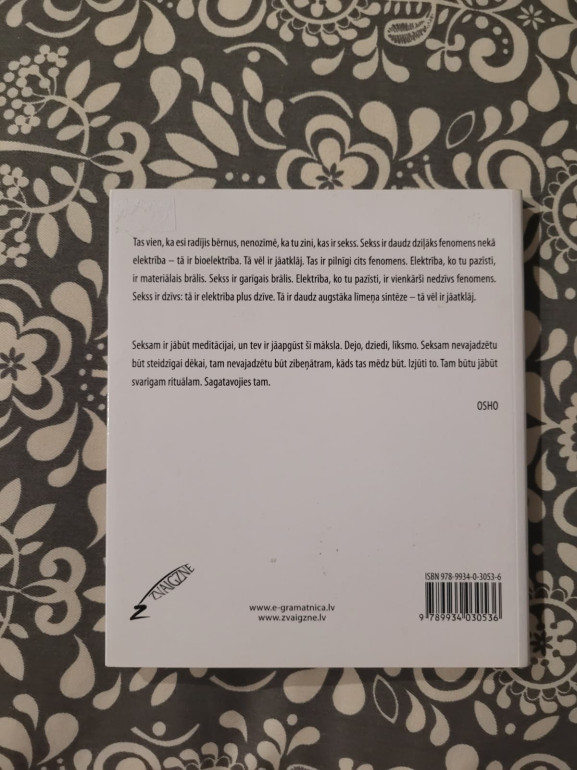 Tas vien, ka esi radījis bērnus, nenozīmē, ka tu zini, kas ir sekss. Sekss ir daudz dziļāks fenomens nekā
elektrība – tā ir bioelektrība. Tā vēl ir jāatklāj. Tas ir pilnīgi cits fenomens. Elektrība, ko tu pazīsti,
ir materiālais brālis. Sekss ir garīgais brālis. Elektrība, ko tu pazīsti, ir vienkārši nedzīvs fenomens.
Sekss ir dzīvs: tā ir elektrība plus dzīve. Tā ir daudz augstāka līmeņa sintēze – tā vēl ir jāatklāj.
Seksam ir jābūt meditācijai, un tev ir jāapgūst šī māksla. Dejo, dziedi, līksmo. Seksam nevajadzētu
būt steidzīgai dēkai, tam nevajadzētu būt zibeņātram, kāds tas mēdz būt. Izjūti to. Tam būtu jābūt
svarīgam rituālam. Sagatavojies tam.
OSHO
ZVAIGZNE
www.e-gramatnica.lv
www.zvaigzne.lv
ISBN 978-9934-0-3053-6
9 789934 030536